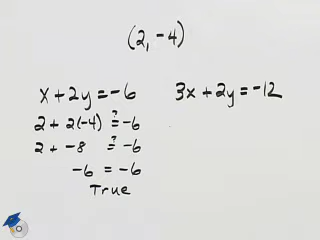 (2, -4)
x + 2y = -6    3x + 2y = -12
2 + 2(-4) ≟ -6
2 + -8 ≟ -6
-6 = -6
True